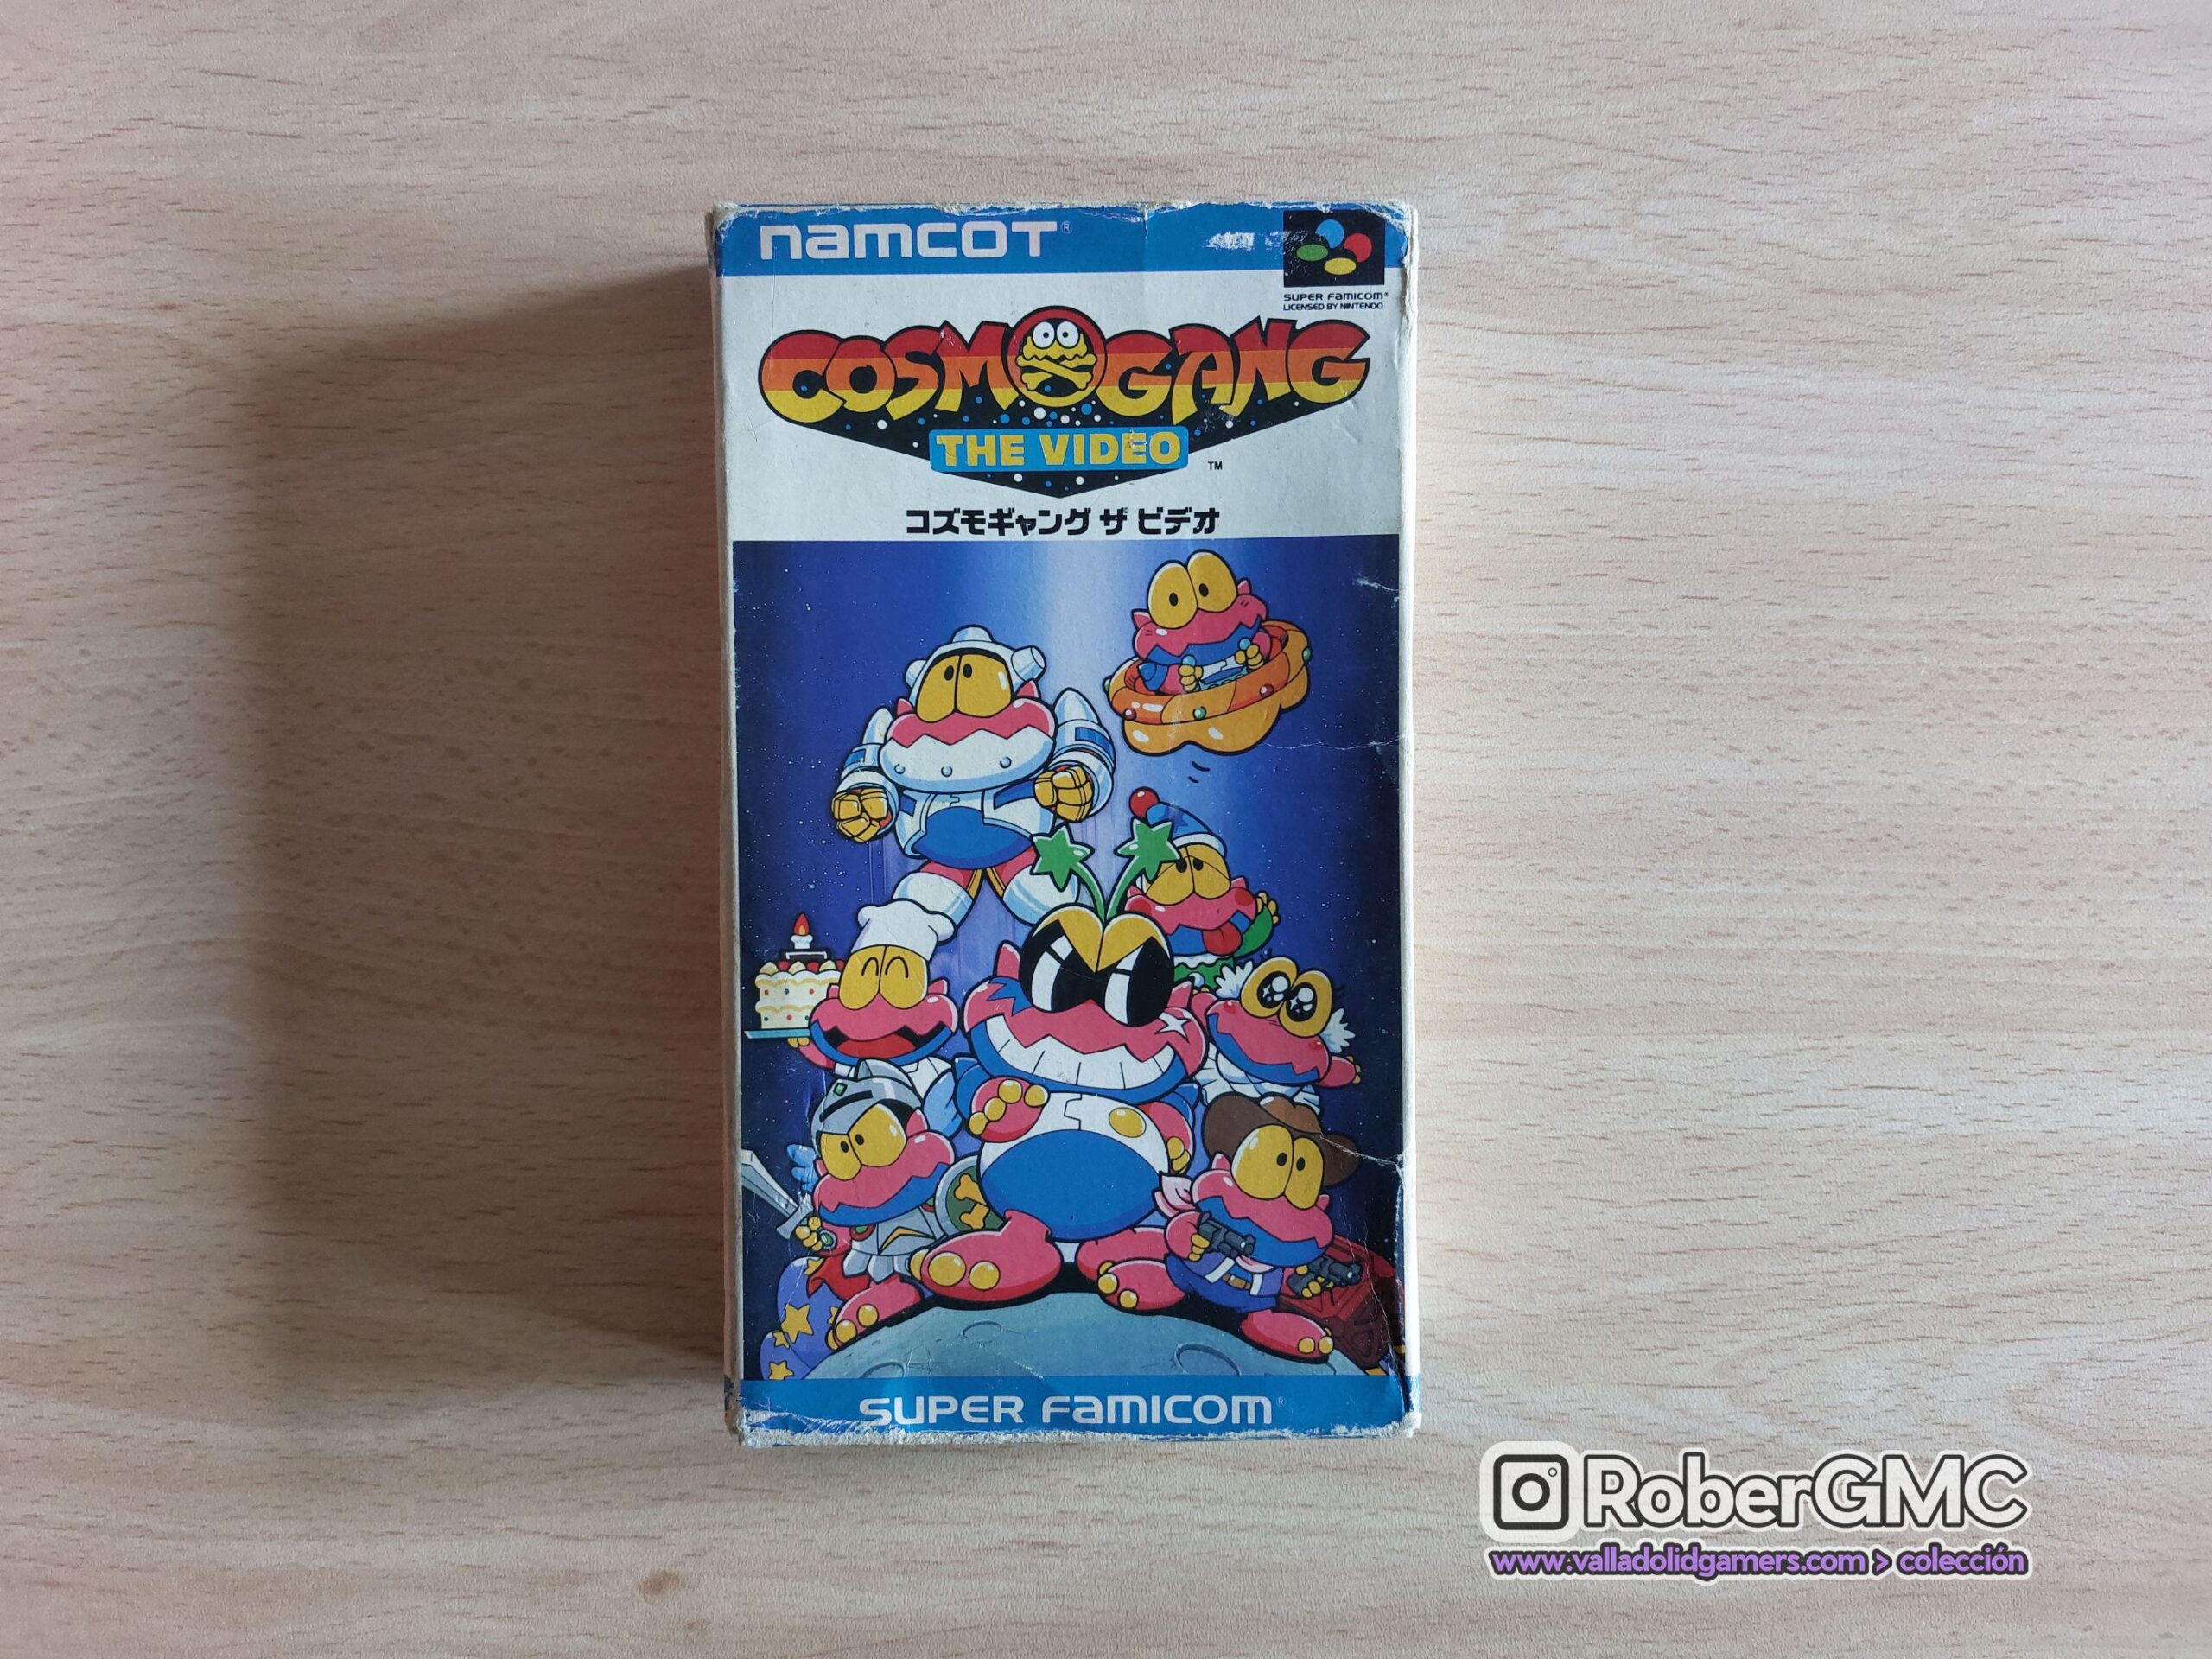 namcot®
SUPER FAMICOM®
LICENSED BY NINTENDO
COSMO GANG
THE VIDEO
TM
コズモギャング ザ ビデオ
SUPER FAMICOM®
RoberGMC
www.valladolidgamers.com > colección